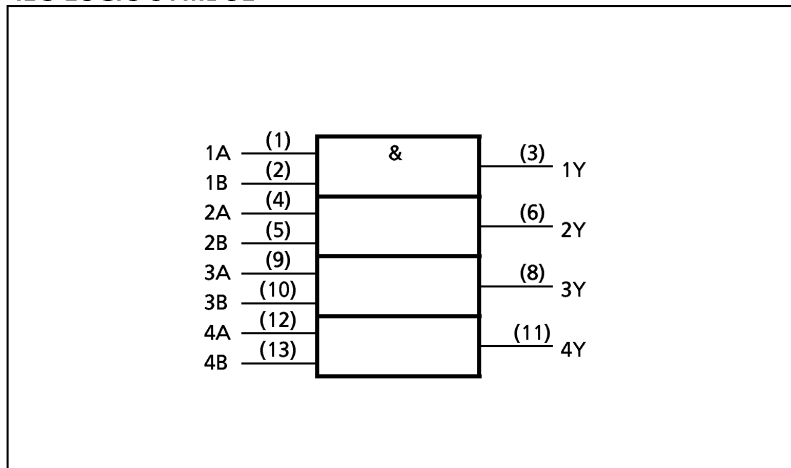 1A (1) & (3) 1Y
1B (2)
2A (4) (6) 2Y
2B (5)
3A (9) (8) 3Y
3B (10)
4A (12) (11) 4Y
4B (13)